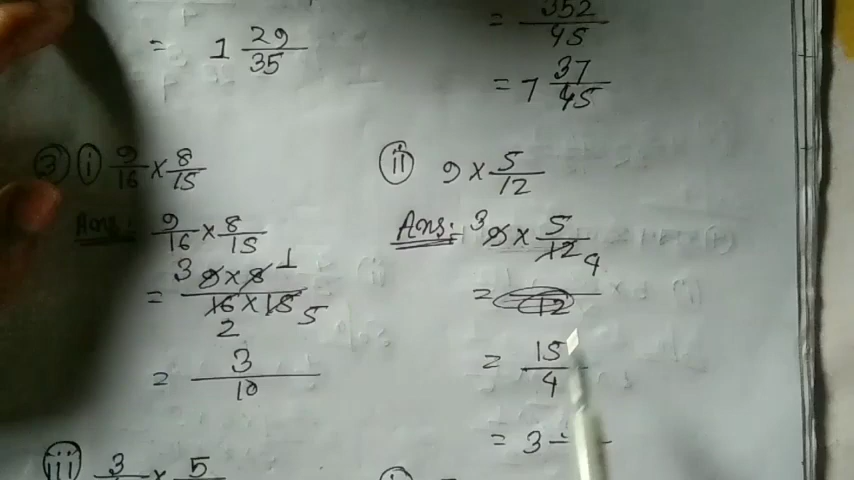 = 1 29/35
= 352/45
= 7 37/45
3 i 9/16 × 8/15
Ans: 9/16 × 8/15
= 3 9 × 8 1 / 16 × 15
2 5
= 3/10
ii 9 × 5/12
Ans:- 3 9 × 5/12 4
= 12
= 15/4
= 3
iii 3/ × 5